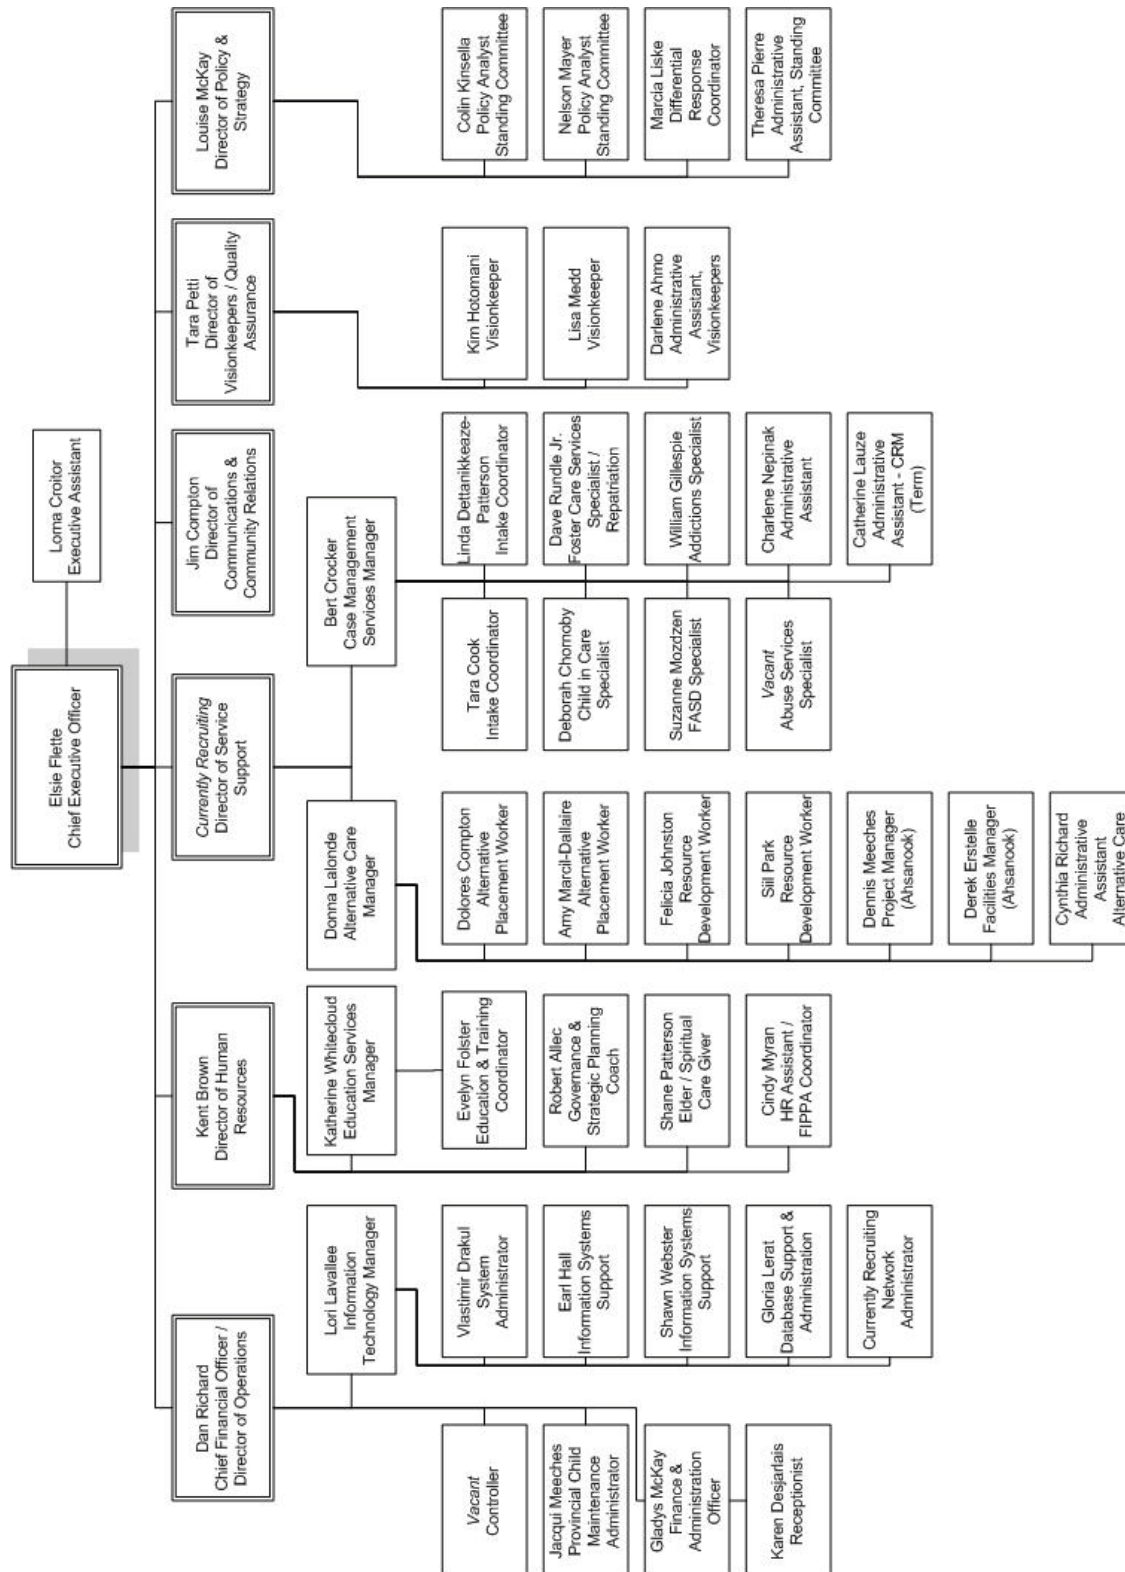 Elsie Flette
Chief Executive Officer
Lorna Croitor
Executive Assistant
Dan Richard
Chief Financial Officer /
Director of Operations
Kent Brown
Director of Human
Resources
Currently Recruiting
Director of Service
Support
Jim Compton
Director of
Communications &
Community Relations
Tara Petti
Director of
Visionkeepers / Quality
Assurance
Louise McKay
Director of Policy &
Strategy
Lori Lavallee
Information
Technology Manager
Katherine Whitecloud
Education Services
Manager
Donna Lalonde
Alternative Care
Manager
Bert Crocker
Case Management
Services Manager
Vacant
Controller
Jacqui Meeches
Provincial Child
Maintenance
Administrator
Gladys McKay
Finance &
Administration
Officer
Karen Desjarlais
Receptionist
Vlastimir Drakul
System
Administrator
Earl Hall
Information Systems
Support
Shawn Webster
Information Systems
Support
Gloria Lerat
Database Support &
Administration
Currently Recruiting
Network
Administrator
Evelyn Folster
Education & Training
Coordinator
Robert Allec
Governance &
Strategic Planning
Coach
Shane Patterson
Elder / Spiritual
Care Giver
Cindy Myran
HR Assistant /
FIPPA Coordinator
Dolores Compton
Alternative
Placement Worker
Amy Marcil-Dallaire
Alternative
Placement Worker
Felicia Johnston
Resource
Development Worker
Siil Park
Resource
Development Worker
Dennis Meeches
Project Manager
(Ahsanook)
Derek Erstelle
Facilities Manager
(Ahsanook)
Cynthia Richard
Administrative
Assistant
Alternative Care
Tara Cook
Intake Coordinator
Deborah Chornoby
Child in Care
Specialist
Suzanne Mozdzen
FASD Specialist
Vacant
Abuse Services
Specialist
Linda Dettanikkeaze-
Patterson
Intake Coordinator
Dave Rundle Jr.
Foster Care Services
Specialist /
Repatriation
William Gillespie
Addictions Specialist
Charlene Nepinak
Administrative
Assistant
Catherine Lauze
Administrative
Assistant - CRM
(Term)
Kim Hotomani
Visionkeeper
Lisa Medd
Visionkeeper
Darlene Ahmo
Administrative
Assistant,
Visionkeepers
Colin Kinsella
Policy Analyst
Standing Committee
Nelson Mayer
Policy Analyst
Standing Committee
Marcia Liske
Differential
Response
Coordinator
Theresa Pierre
Administrative
Assistant, Standing
Committee